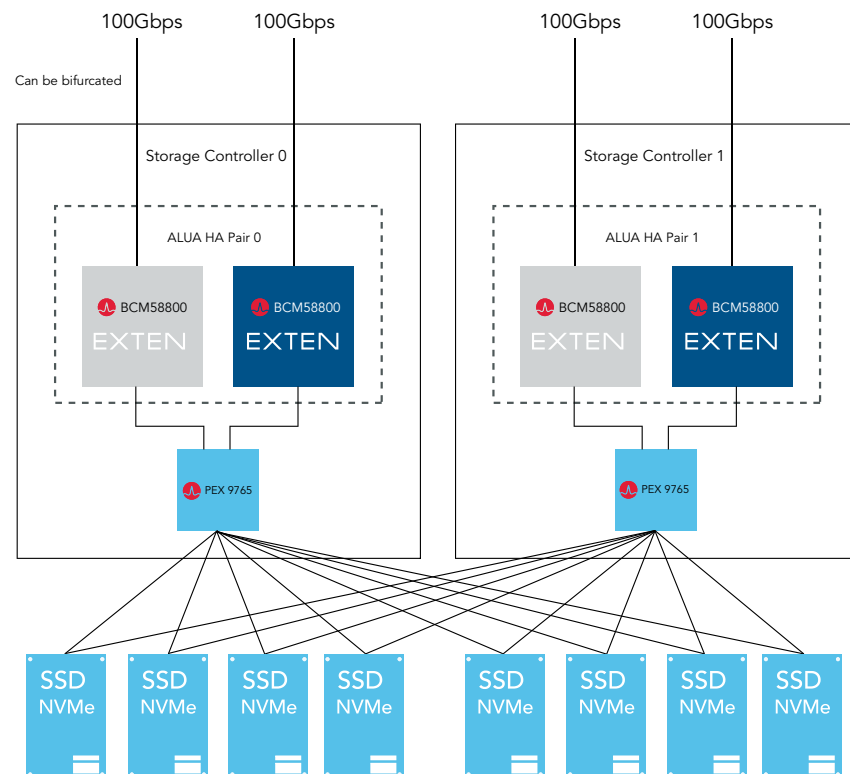 100Gbps
100Gbps
100Gbps
100Gbps
Can be bifurcated
Storage Controller 0
Storage Controller 1
ALUA HA Pair 0
ALUA HA Pair 1
BCM58800
EXTEN
BCM58800
EXTEN
BCM58800
EXTEN
BCM58800
EXTEN
PEX 9765
PEX 9765
SSD
NVMe
SSD
NVMe
SSD
NVMe
SSD
NVMe
SSD
NVMe
SSD
NVMe
SSD
NVMe
SSD
NVMe